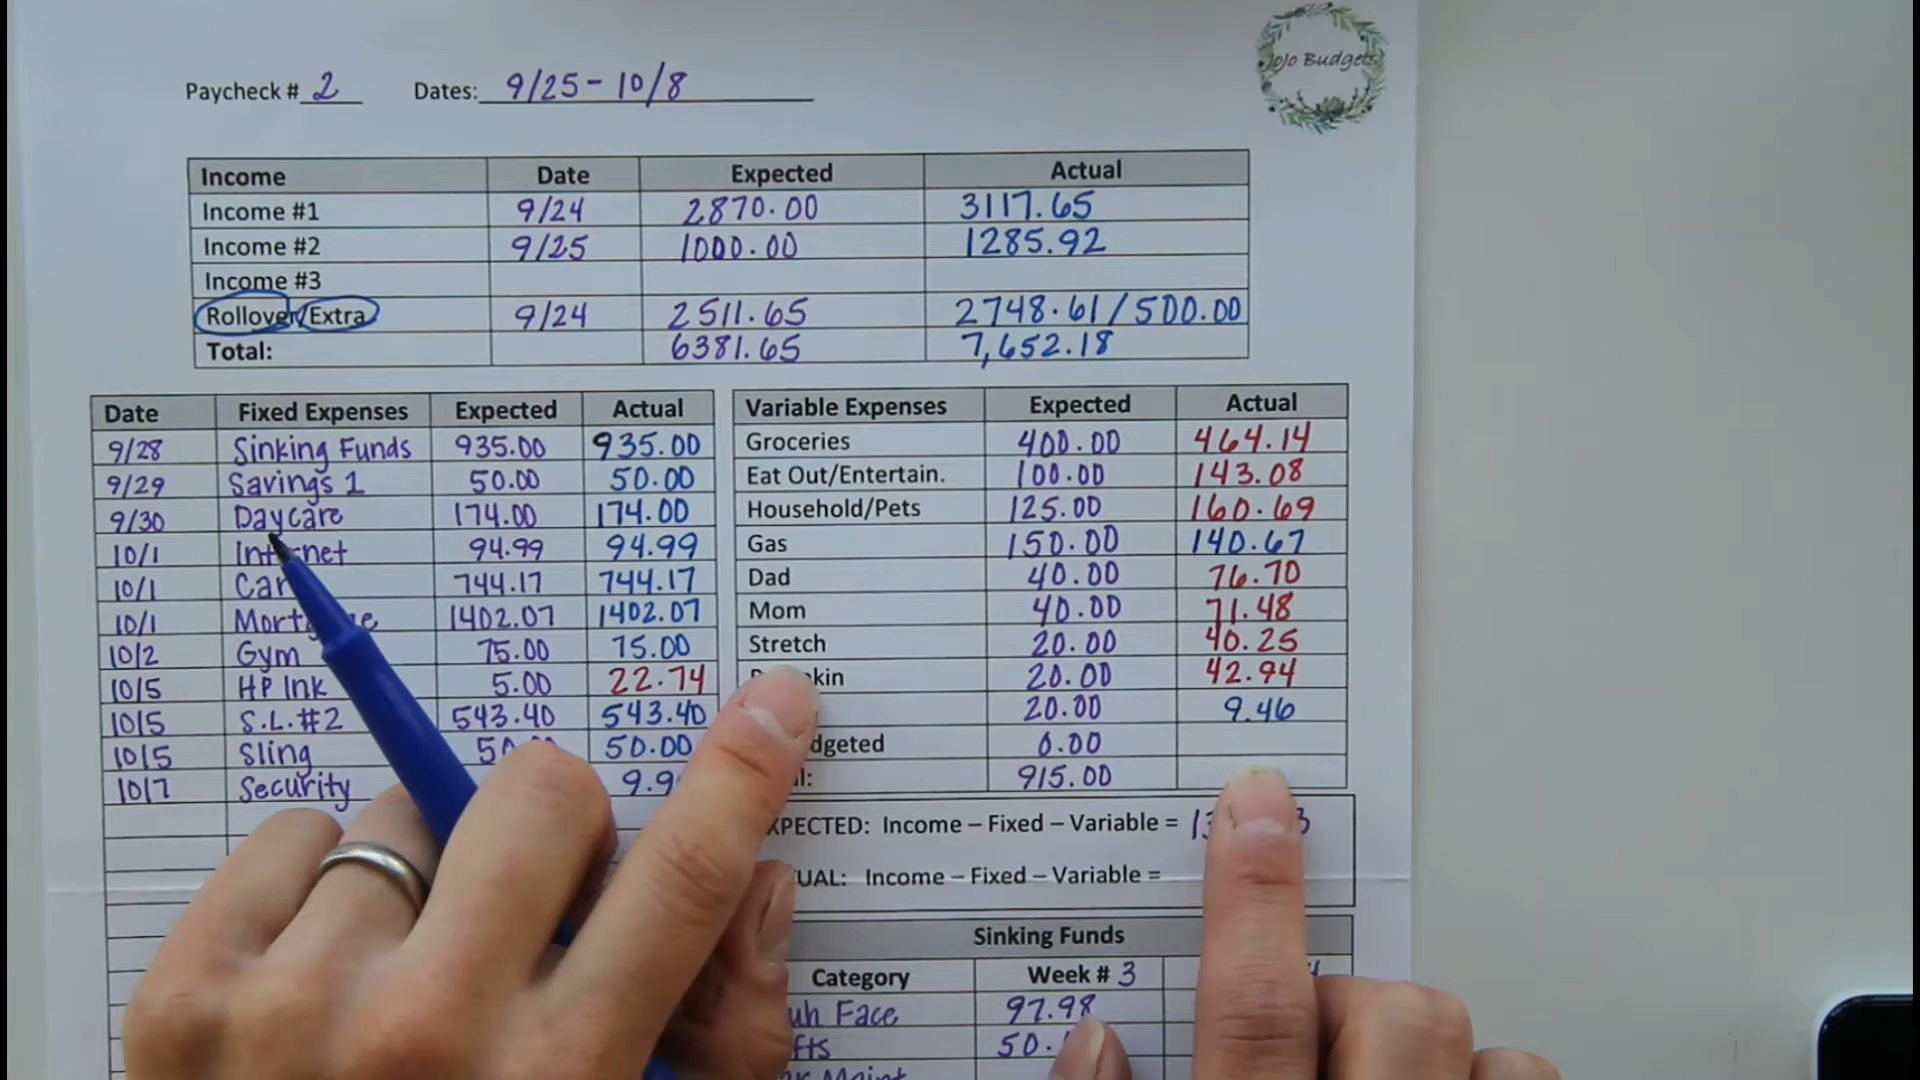 JoJo Budgets
Paycheck # 2 Dates: 9/25 - 10/8
Income Date Expected Actual
Income #1 9/24 2870.00 3117.65
Income #2 9/25 1000.00 1285.92
Income #3
Rollover/Extra 9/24 2511.65 2748.61/500.00
Total: 6381.65 7,652.18
Date Fixed Expenses Expected Actual
9/28 Sinking Funds 935.00 935.00
9/29 Savings 1 50.00 50.00
9/30 Daycare 174.00 174.00
10/1 Internet 94.99 94.99
10/1 Car 744.17 744.17
10/1 Mortgage 1402.07 1402.07
10/2 Gym 75.00 75.00
10/5 HP Ink 5.00 22.74
10/5 S.L.#2 543.40 543.40
10/5 Sling 50.00
10/7 Security
Variable Expenses Expected Actual
Groceries 400.00 464.14
Eat Out/Entertain. 100.00 143.08
Household/Pets 125.00 160.69
Gas 150.00 140.67
Dad 40.00 76.70
Mom 40.00 71.48
Stretch 20.00 40.25
20.00 42.94
20.00 9.46
0.00
915.00
EXPECTED: Income – Fixed – Variable =
ACTUAL: Income – Fixed – Variable =
Sinking Funds
Category Week # 3
Face 97.98